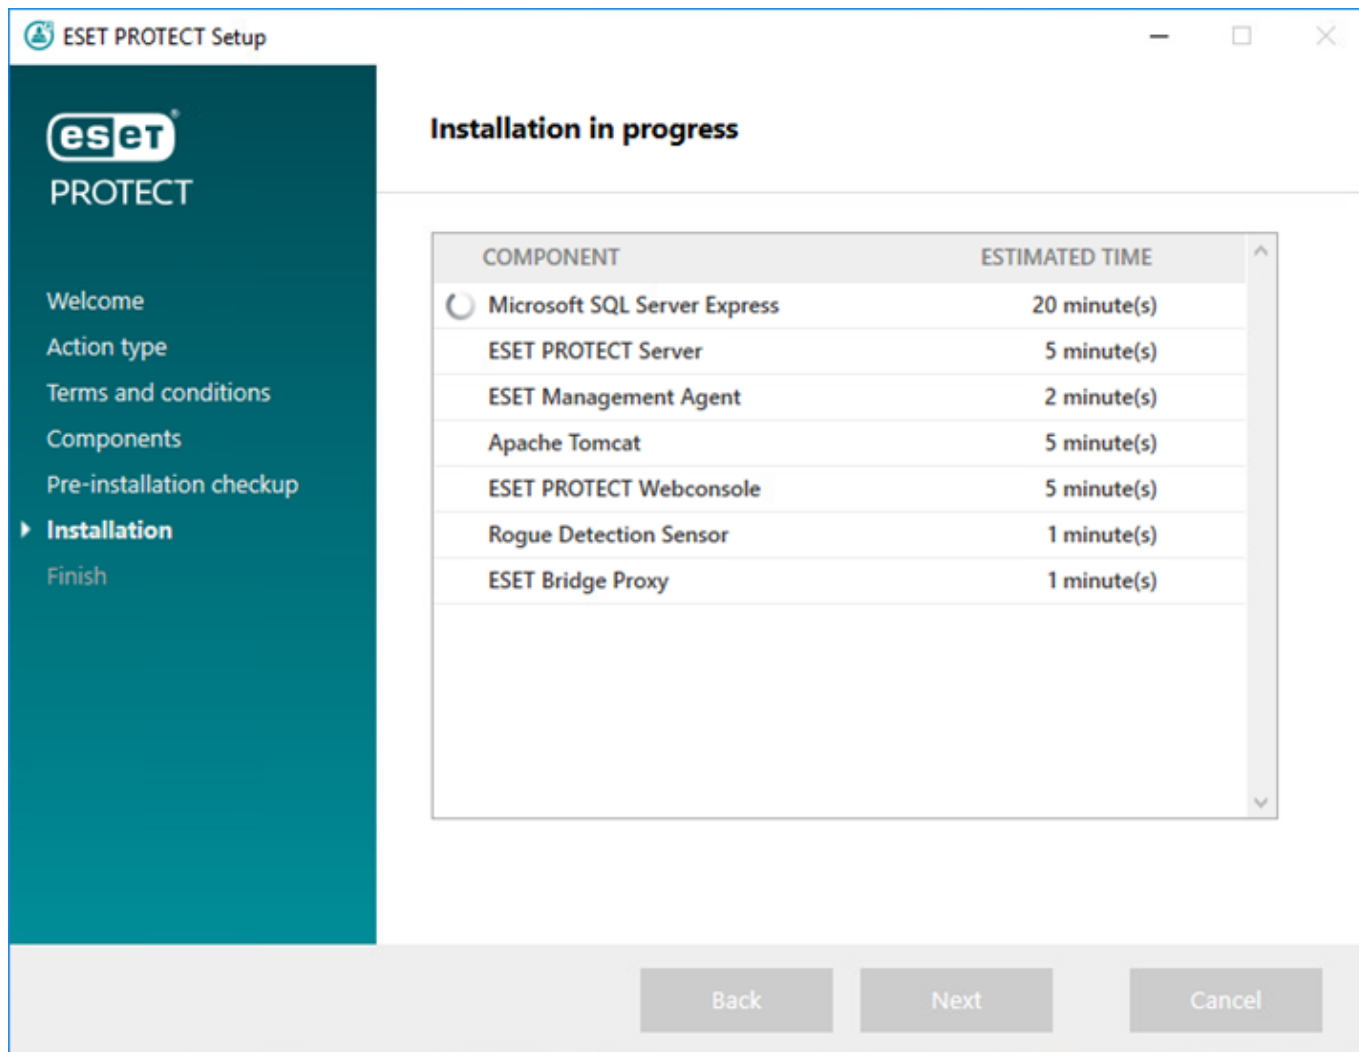 ESET PROTECT Setup
eset®
PROTECT
Welcome
Action type
Terms and conditions
Components
Pre-installation checkup
Installation
Finish
Installation in progress
COMPONENT ESTIMATED TIME
Microsoft SQL Server Express 20 minute(s)
ESET PROTECT Server 5 minute(s)
ESET Management Agent 2 minute(s)
Apache Tomcat 5 minute(s)
ESET PROTECT Webconsole 5 minute(s)
Rogue Detection Sensor 1 minute(s)
ESET Bridge Proxy 1 minute(s)
Back Next Cancel